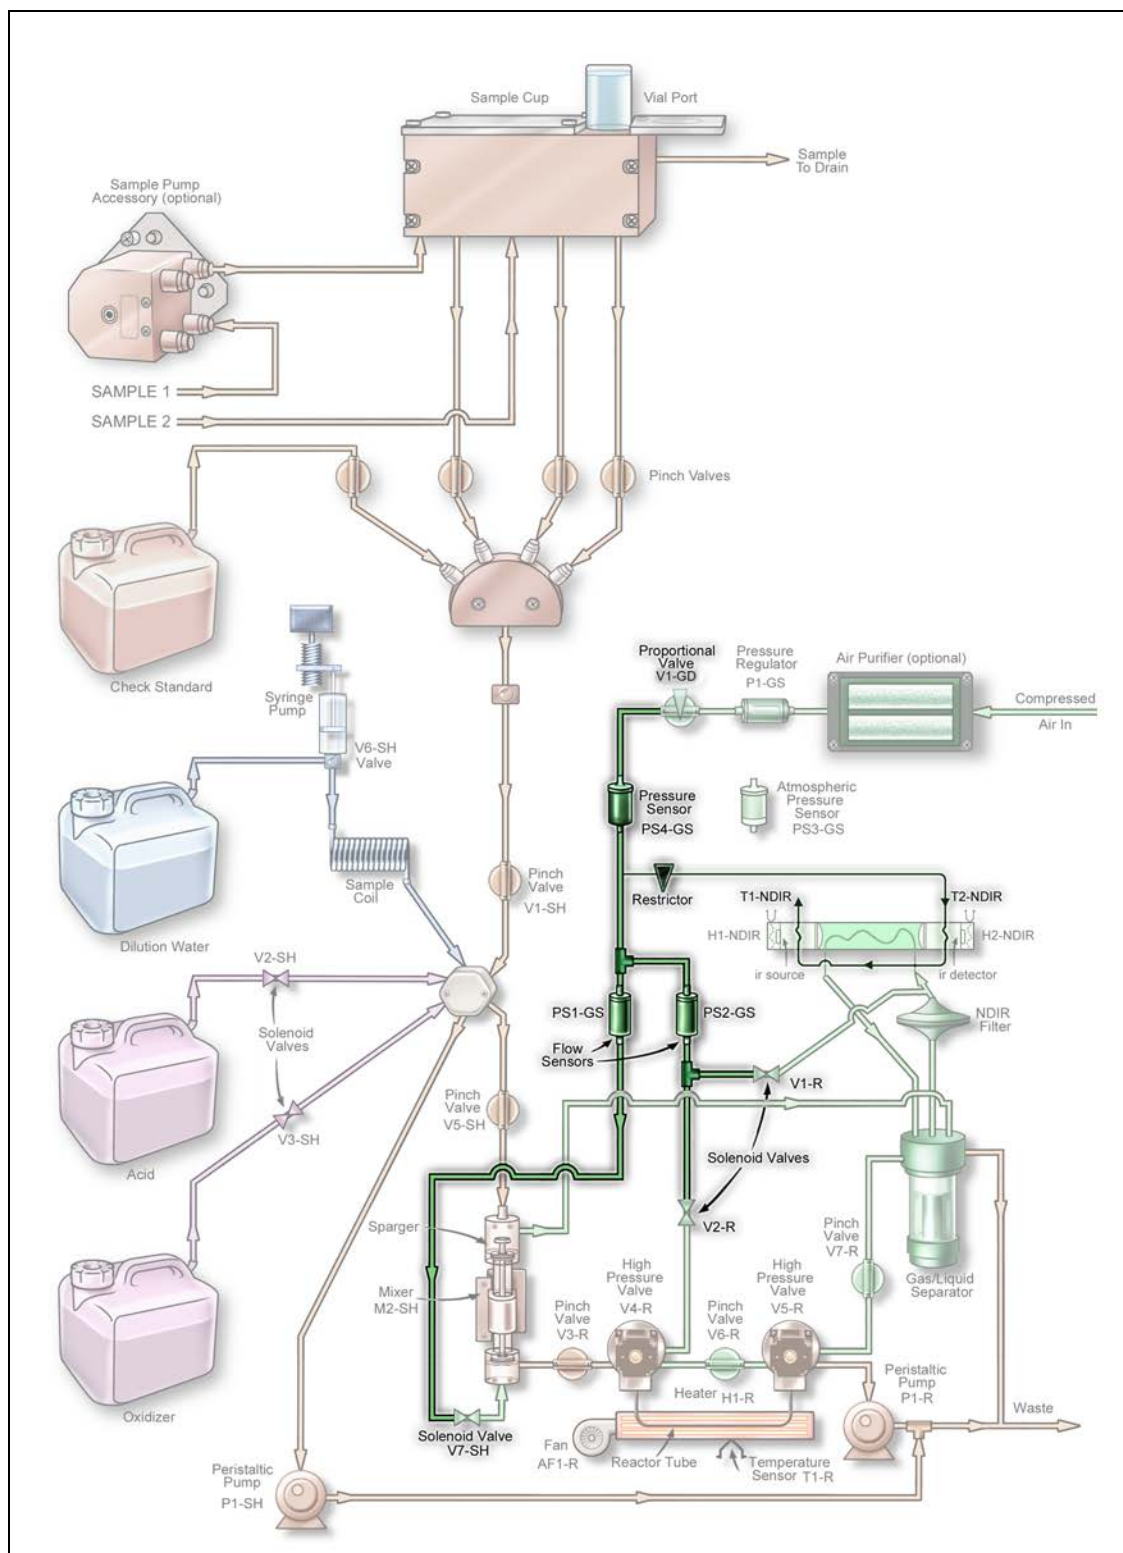 Sample Cup
Vial Port
Sample
To Drain
Sample Pump
Accessory (optional)
SAMPLE 1
SAMPLE 2
Pinch Valves
Check Standard
Syringe
Pump
V6-SH
Valve
Proportional
Valve
V1-GD
Pressure
Regulator
P1-GS
Air Purifier (optional)
Compressed
Air In
Pressure
Sensor
PS4-GS
Atmospheric
Pressure
Sensor
PS3-GS
Sample
Coil
Pinch
Valve
V1-SH
Dilution Water
Restrictor
T1-NDIR
T2-NDIR
H1-NDIR
H2-NDIR
ir source
ir detector
V2-SH
Solenoid
Valves
V3-SH
Acid
PS1-GS
PS2-GS
Flow
Sensors
NDIR
Filter
V1-R
Pinch
Valve
V5-SH
Solenoid Valves
V2-R
Sparger
Mixer
M2-SH
Pinch
Valve
V3-R
High
Pressure
Valve
V4-R
Pinch
Valve
V6-R
High
Pressure
Valve
V5-R
Pinch
Valve
V7-R
Gas/Liquid
Separator
Oxidizer
Heater
H1-R
Peristaltic
Pump
P1-R
Waste
Solenoid Valve
V7-SH
Fan
AF1-R
Reactor Tube
Temperature
Sensor T1-R
Peristaltic
Pump
P1-SH